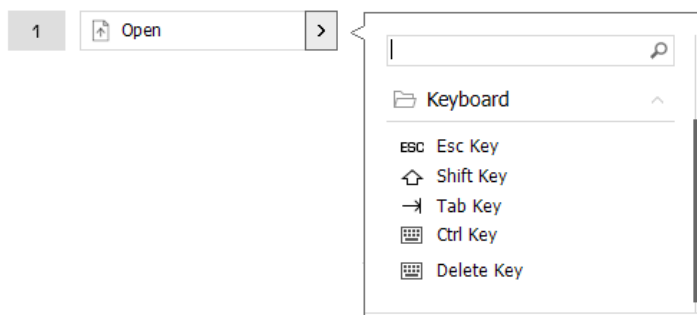 1 Open >
Keyboard
ESC Esc Key
Shift Key
Tab Key
Ctrl Key
Delete Key